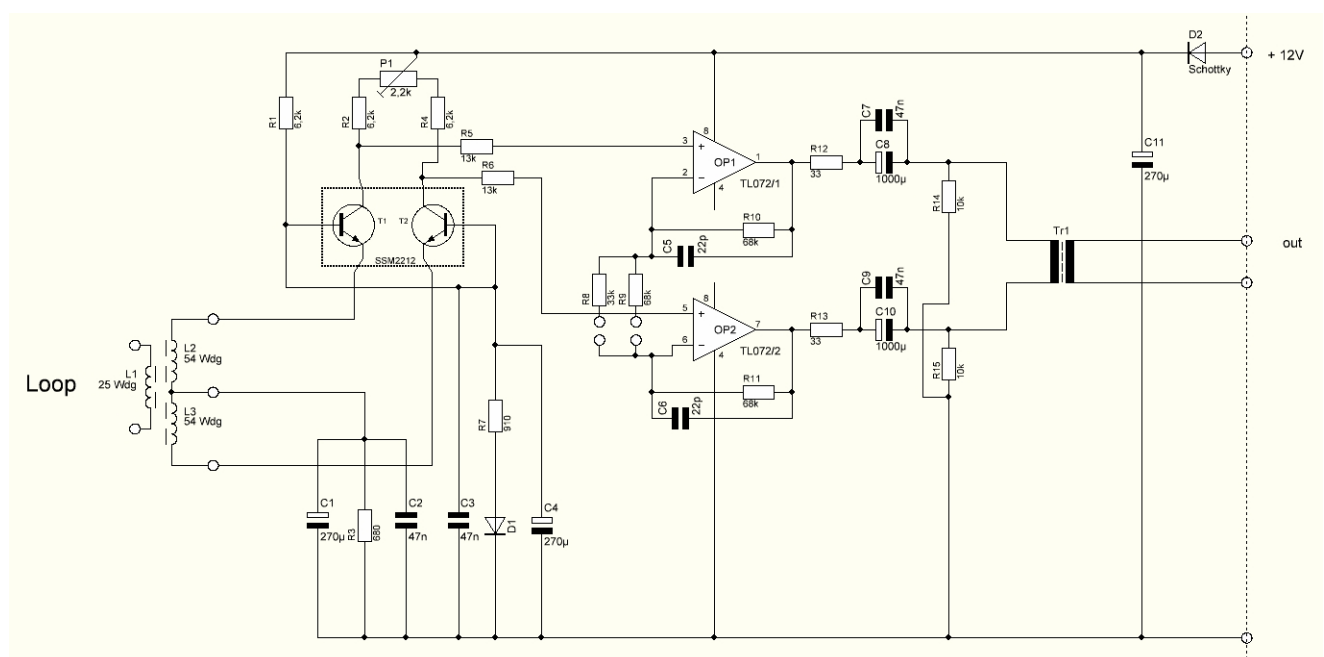 D2
+ 12V
Schottky
P1
2,2k
R1
6,2k
R2
6,2k
R4
6,2k
R5
13k
R6
13k
3
+
8
OP1
1
2
−
4
TL072/1
R12
33
C7
47n
C8
1000µ
C11
270µ
T1
T2
SSM2212
R10
68k
C5
22p
R14
10k
Tr1
out
R8
33k
R9
68k
5
+
8
OP2
7
6
−
4
TL072/2
R13
33
C9
47n
C10
1000µ
R15
10k
R11
68k
C6
22p
Loop
L1
25 Wdg
L2
54 Wdg
L3
54 Wdg
R7
910
C1
270µ
R3
680
C2
47n
C3
47n
D1
C4
270µ